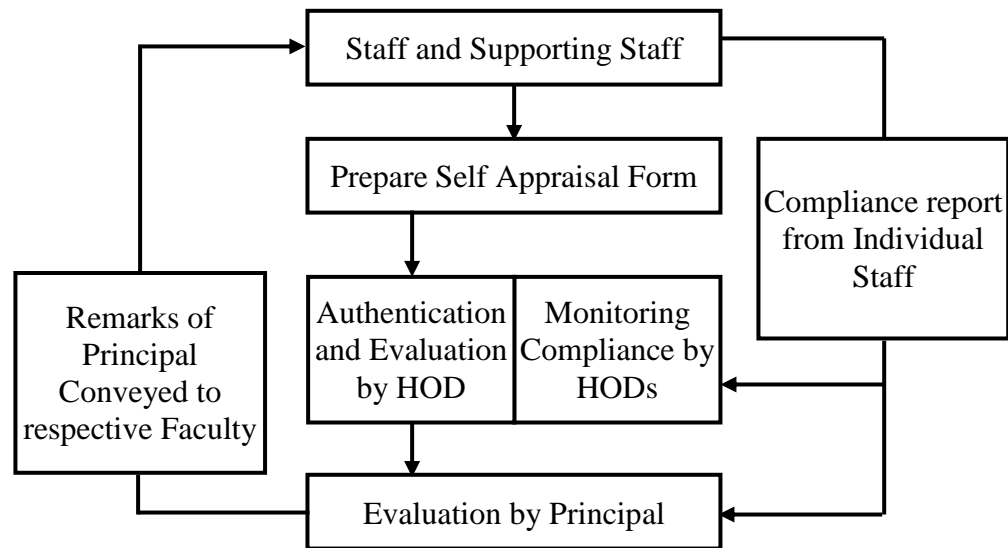 Staff and Supporting Staff
Prepare Self Appraisal Form
Compliance report
from Individual
Staff
Authentication
and Evaluation
by HOD
Monitoring
Compliance by
HODs
Remarks of
Principal
Conveyed to
respective Faculty
Evaluation by Principal